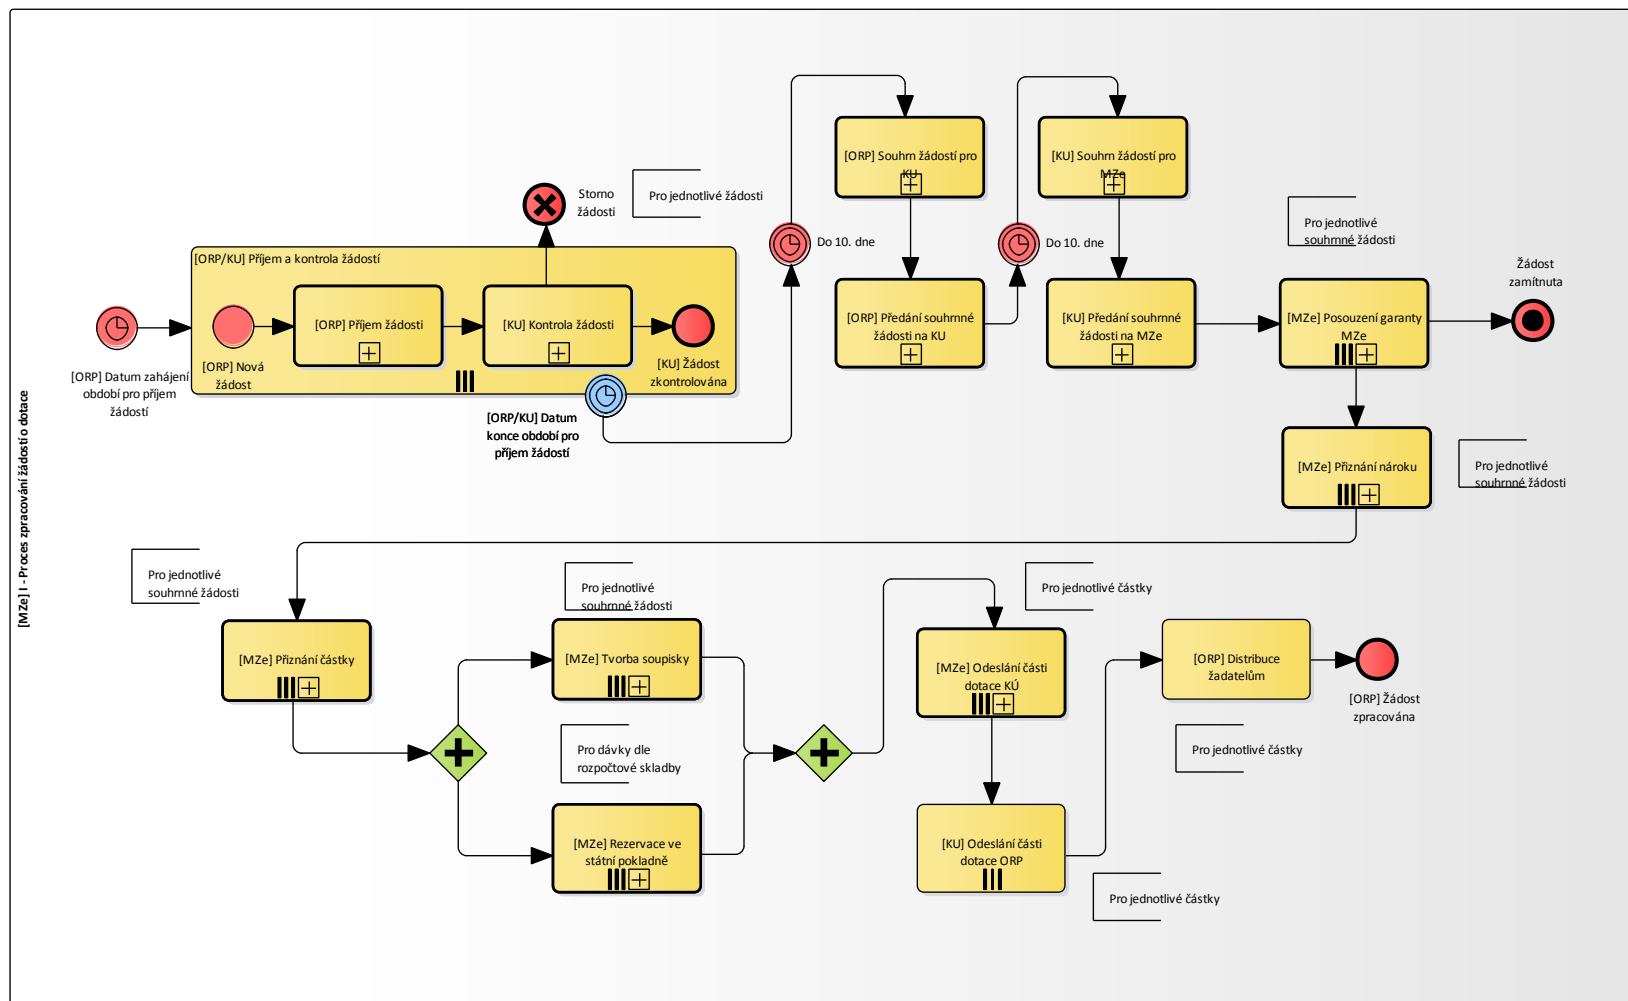 [MZe] I - Proces zpracování žádostí o dotace
[ORP] Datum zahájení
období pro příjem
žádostí
[ORP/KU] Příjem a kontrola žádostí
[ORP] Nová
žádost
[ORP] Příjem žádosti
[KU] Kontrola žádosti
[KU] Žádost
zkontrolována
Storno
žádosti
Pro jednotlivé žádosti
[ORP/KU] Datum
konce období pro
příjem žádostí
Do 10. dne
[ORP] Souhrn žádostí pro
KU
[ORP] Předání souhrnné
žádosti na KU
Do 10. dne
[KU] Souhrn žádostí pro
MZe
[KU] Předání souhrnné
žádosti na MZe
Pro jednotlivé
souhrnné žádosti
[MZe] Posouzení garanty
MZe
Žádost
zamítnuta
[MZe] Přiznání nároku
Pro jednotlivé
souhrnné žádosti
Pro jednotlivé
souhrnné žádosti
[MZe] Přiznání částky
Pro jednotlivé
souhrnné žádosti
[MZe] Tvorba soupisky
Pro dávky dle
rozpočtové skladby
[MZe] Rezervace ve
státní pokladně
Pro jednotlivé částky
[MZe] Odeslání části
dotace KÚ
[KU] Odeslání části
dotace ORP
Pro jednotlivé částky
[ORP] Distribuce
žadatelům
Pro jednotlivé částky
[ORP] Žádost
zpracována